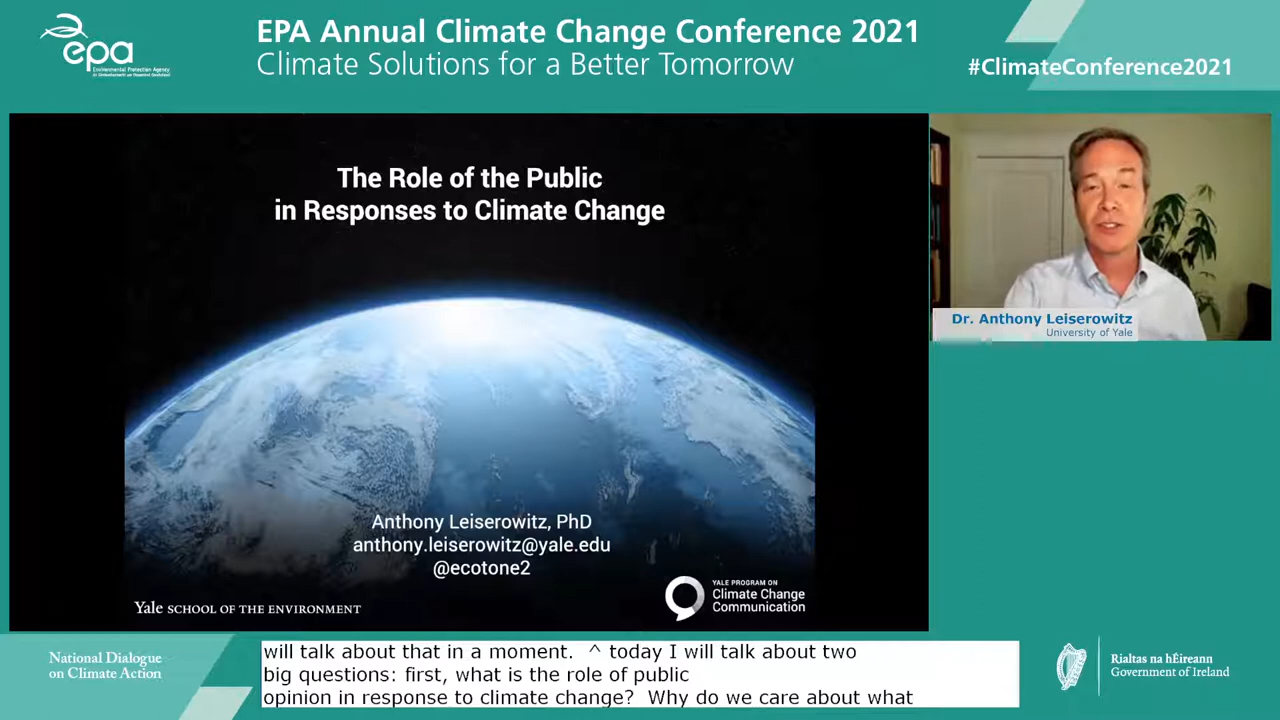 epa
Environmental Protection Agency
EPA Annual Climate Change Conference 2021
Climate Solutions for a Better Tomorrow
#ClimateConference2021
The Role of the Public
in Responses to Climate Change
Anthony Leiserowitz, PhD
anthony.leiserowitz@yale.edu
@ecotone2
Yale SCHOOL OF THE ENVIRONMENT
YALE PROGRAM ON
Climate Change
Communication
Dr. Anthony Leiserowitz
University of Yale
National Dialogue
on Climate Action
will talk about that in a moment.  ^ today I will talk about two
big questions: first, what is the role of public
opinion in response to climate change?  Why do we care about what
Rialtas na hÉireann
Government of Ireland